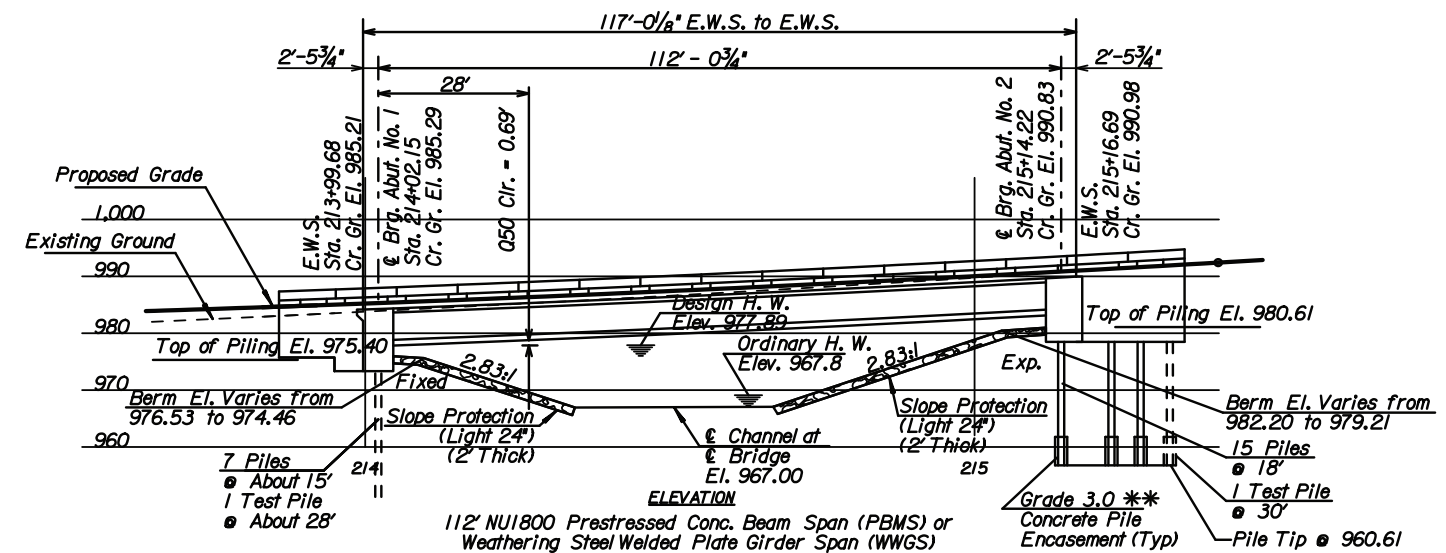 117'-0⅛" E.W.S. to E.W.S.
2'-5¾"
112' - 0¾"
2'-5¾"
28'
E.W.S.
Sta. 213+99.68
Cr. Gr. El. 985.21
℄ Brg. Abut. No. 1
Sta. 214+02.15
Cr. Gr. El. 985.29
Q50 Clr. = 0.69'
℄ Brg. Abut. No. 2
Sta. 215+14.22
Cr. Gr. El. 990.83
E.W.S.
Sta. 215+16.69
Cr. Gr. El. 990.98
Proposed Grade
1,000
Existing Ground
990
980
970
960
Design H. W.
Elev. 977.89
Ordinary H. W.
Elev. 967.8
Top of Piling El. 975.40
Top of Piling El. 980.61
2.83:1
2.83:1
Fixed
Exp.
Berm El. Varies from
976.53 to 974.46
Slope Protection
(Light 24")
(2' Thick)
Slope Protection
(Light 24")
(2' Thick)
Berm El. Varies from
982.20 to 979.21
℄ Channel at
℄ Bridge
El. 967.00
7 Piles
@ About 15'
1 Test Pile
@ About 28'
214
215
15 Piles
@ 18'
1 Test Pile
@ 30'
Pile Tip @ 960.61
Grade 3.0 **
Concrete Pile
Encasement (Typ)
ELEVATION
112' NU1800 Prestressed Conc. Beam Span (PBMS) or
Weathering Steel Welded Plate Girder Span (WWGS)